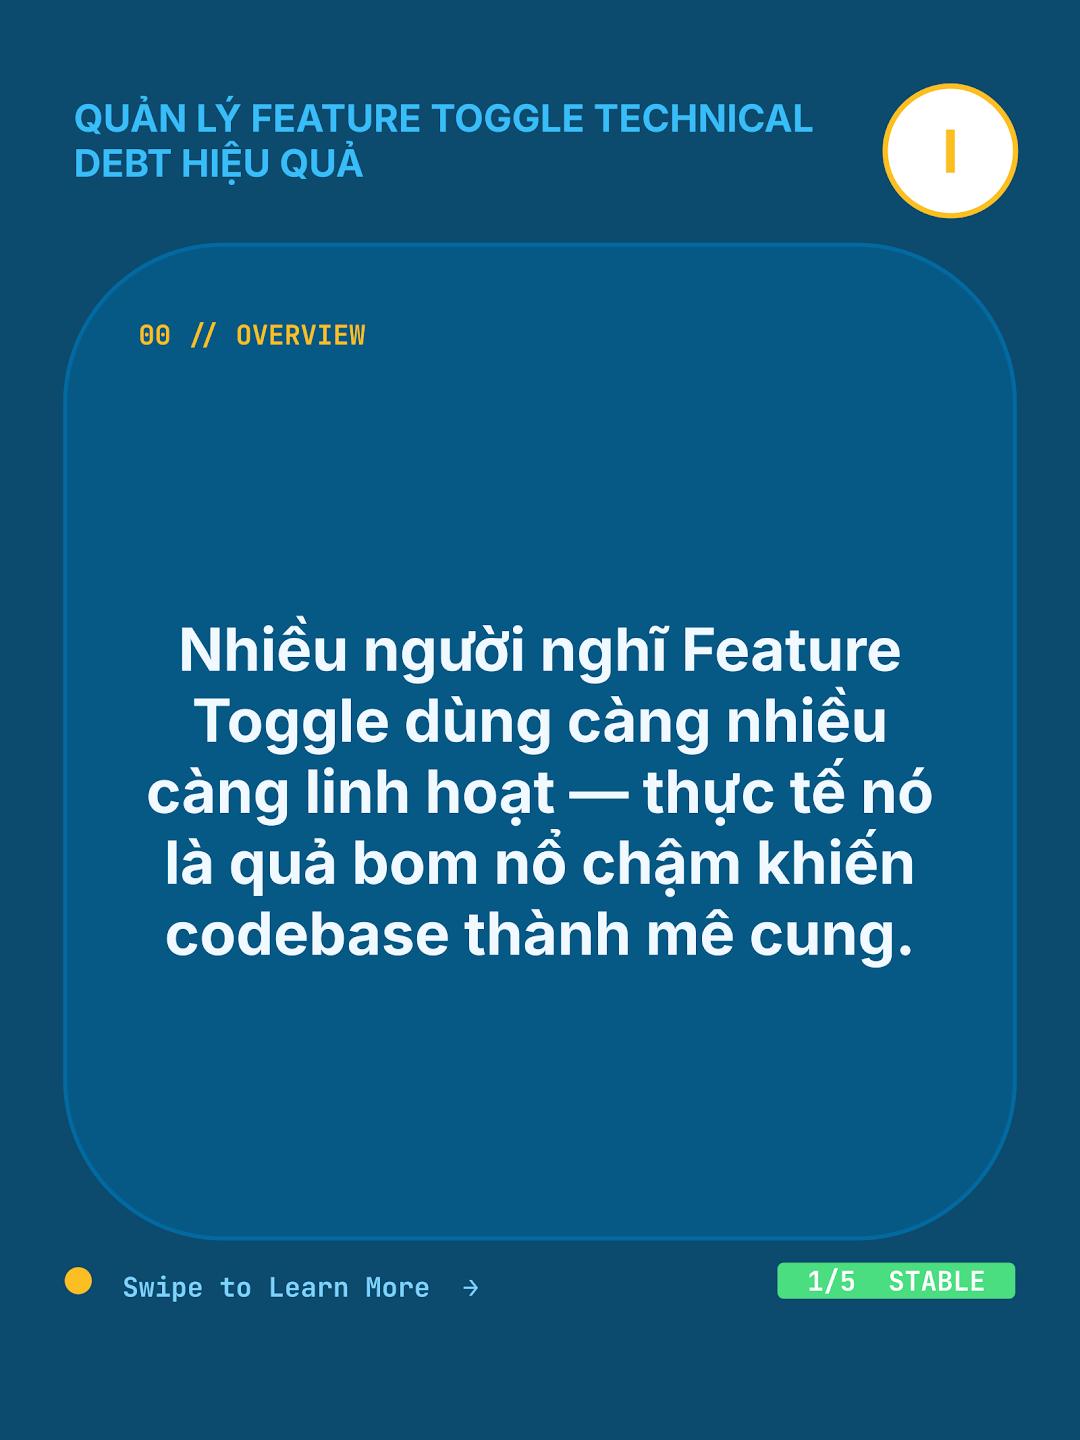 QUẢN LÝ FEATURE TOGGLE TECHNICAL
DEBT HIỆU QUẢ
I
00 // OVERVIEW
Nhiều người nghĩ Feature
Toggle dùng càng nhiều
càng linh hoạt — thực tế nó
là quả bom nổ chậm khiến
codebase thành mê cung.
Swipe to Learn More →
1/5 STABLE